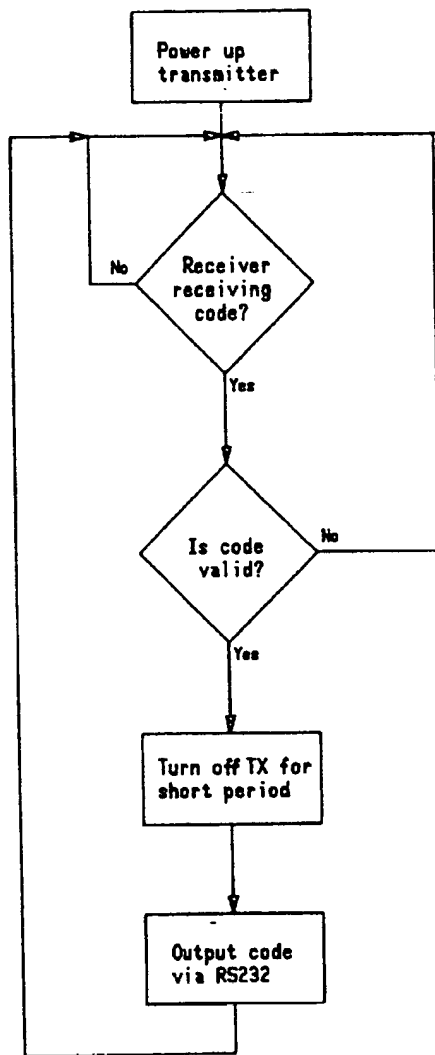 Power up
transmitter
Receiver
receiving
code?
No
Yes
Is code
valid?
No
Yes
Turn off TX for
short period
Output code
via RS232